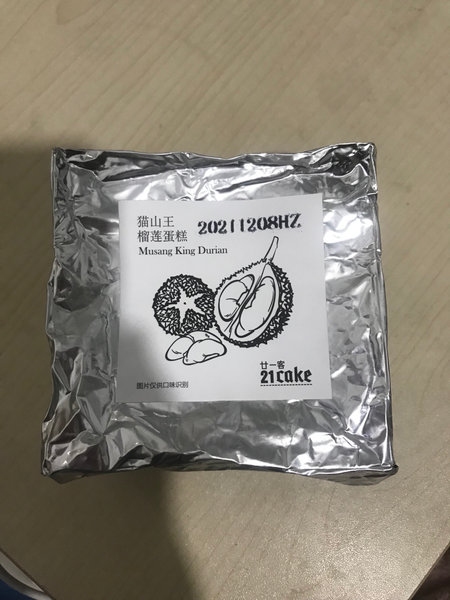 猫山王
榴莲蛋糕
Musang King Durian
20211208HZ
图片仅供口味识别
廿一客
21cake